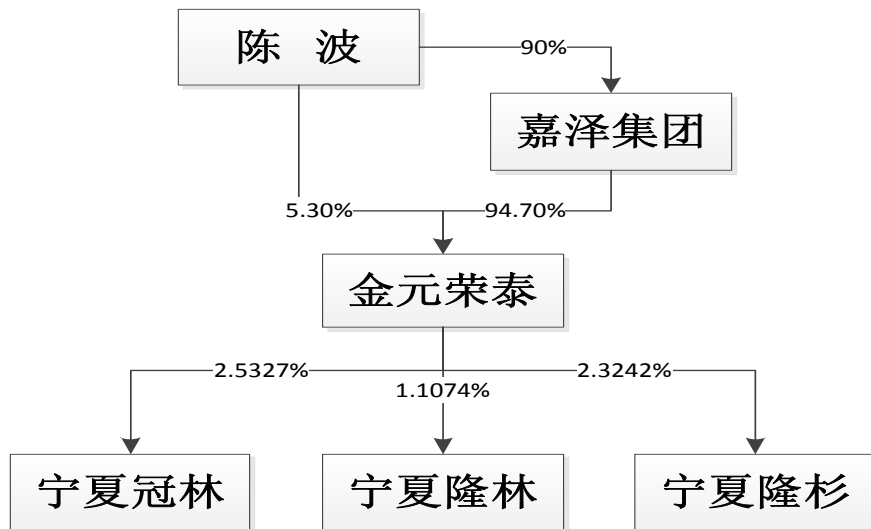 陈 波
90%
嘉泽集团
5.30%
94.70%
金元荣泰
2.5327%
1.1074%
2.3242%
宁夏冠林
宁夏隆林
宁夏隆杉